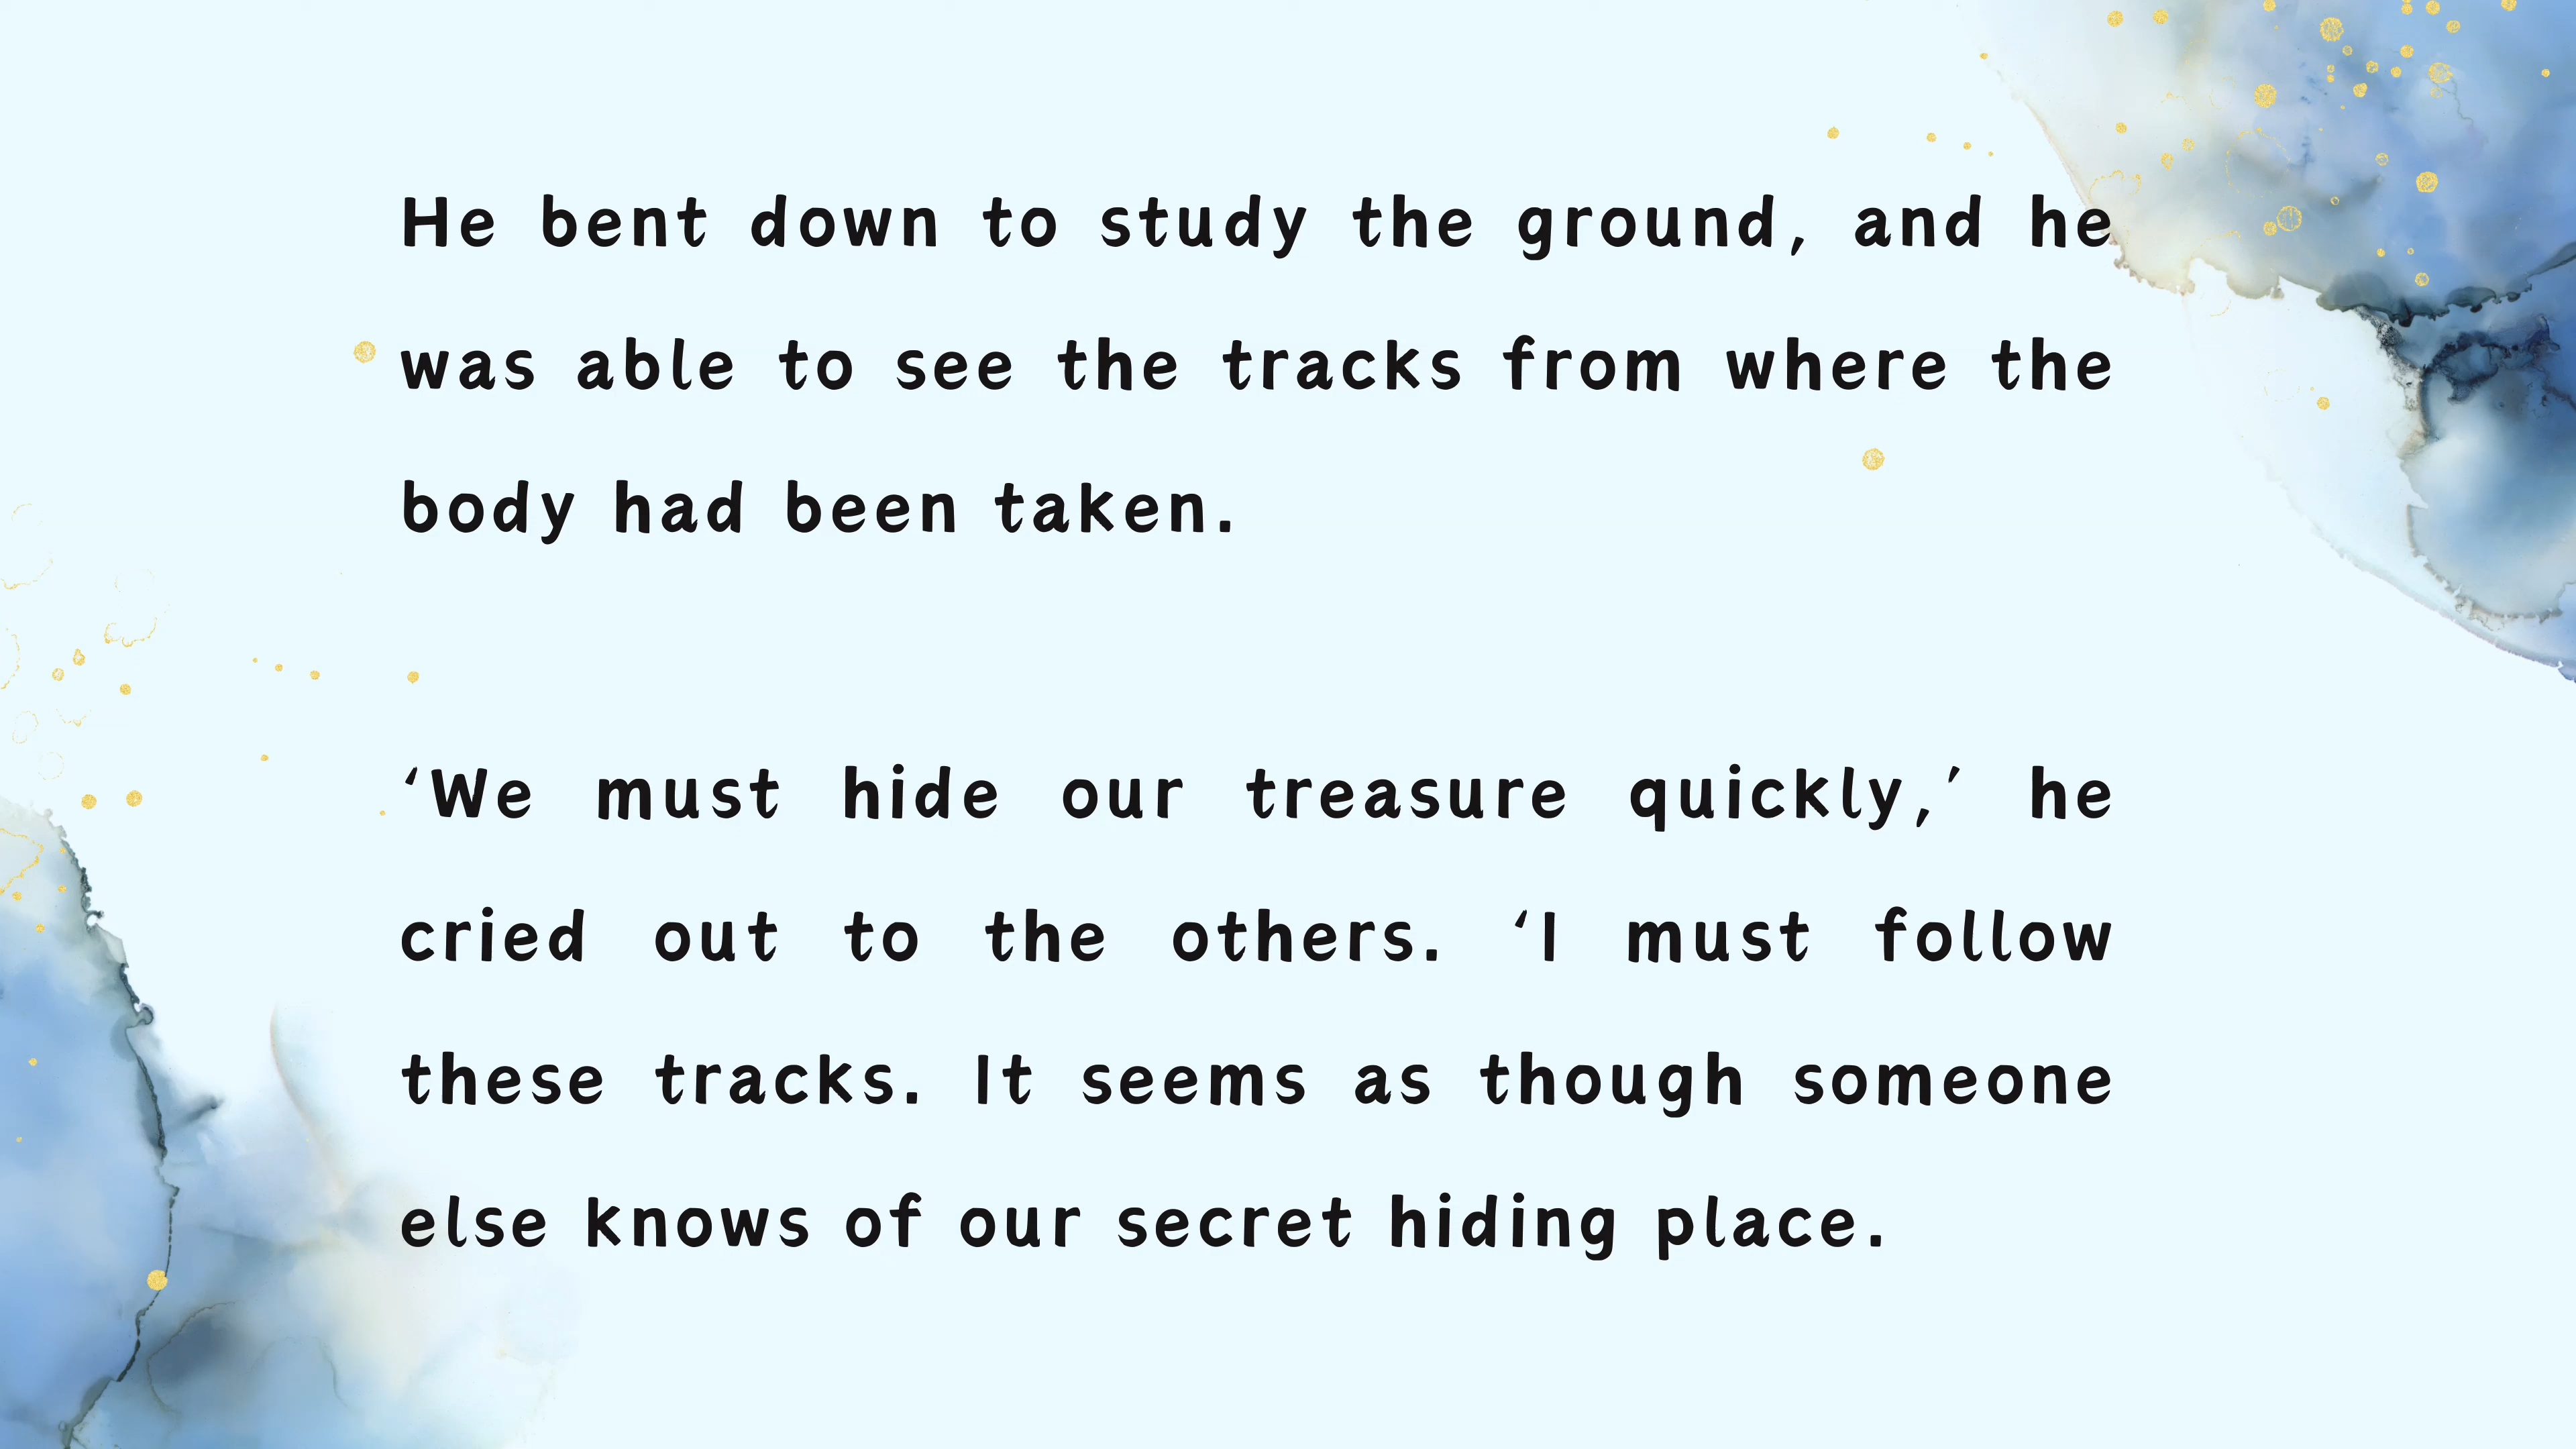 He bent down to study the ground, and he
was able to see the tracks from where the
body had been taken.
‘We must hide our treasure quickly,’ he
cried out to the others. ‘I must follow
these tracks. It seems as though someone
else knows of our secret hiding place.